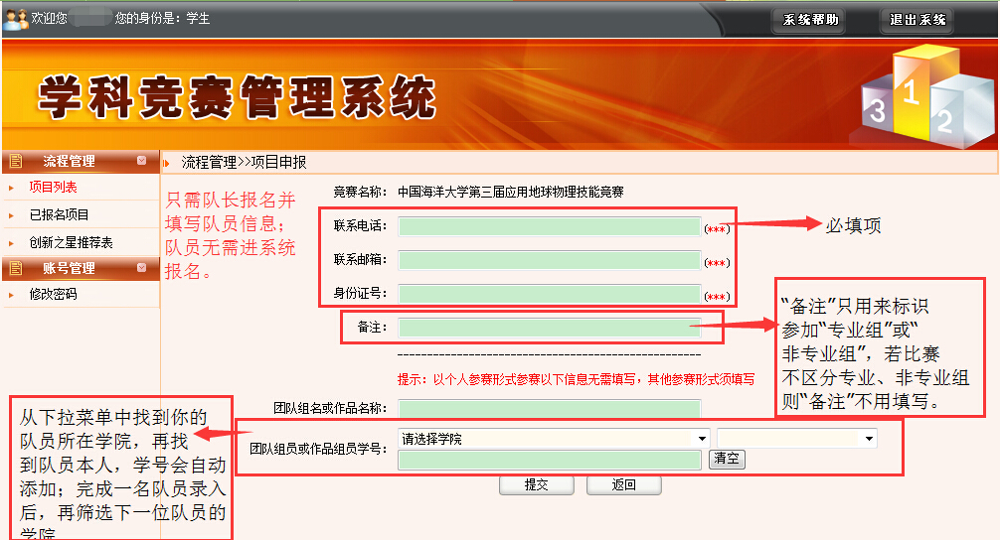 欢迎您 您的身份是：学生
系统帮助
退出系统
学科竞赛管理系统
3 1 2
流程管理
项目列表
已报名项目
创新之星推荐表
账号管理
修改密码
流程管理>>项目申报
只需队长报名并
填写队员信息；
队员无需进系统
报名。
竞赛名称： 中国海洋大学第三届应用地球物理技能竞赛
联系电话： (***)
必填项
联系邮箱： (***)
身份证号： (***)
备注：
“备注”只用来标识
参加“专业组”或“
非专业组”，若比赛
不区分专业、非专业组
则“备注”不用填写。
--------------------------------------------------
提示：以个人参赛形式参赛以下信息无需填写，其他参赛形式须填写
团队组名或作品名称：
团队组员或作品组员学号： 请选择学院
清空
提交 返回
从下拉菜单中找到你的
队员所在学院，再找
到队员本人，学号会自动
添加；完成一名队员录入
后，再筛选下一位队员的
学院